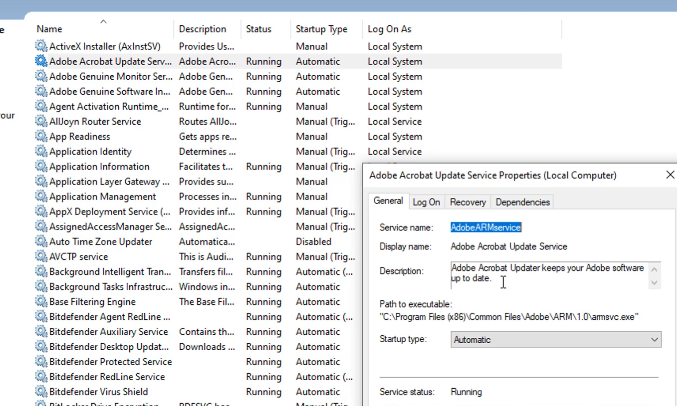 Name Description Status Startup Type Log On As
ActiveX Installer (AxInstSV) Provides Us... Manual Local System
Adobe Acrobat Update Serv... Adobe Acro... Running Automatic Local System
Adobe Genuine Monitor Ser... Adobe Gen... Running Automatic Local System
Adobe Genuine Software In... Adobe Gen... Running Automatic Local System
Agent Activation Runtime_... Runtime for... Running Manual Local System
AllJoyn Router Service Routes AllJo... Manual (Trig... Local Service
App Readiness Gets apps re... Manual Local System
Application Identity Determines ... Manual (Trig... Local Service
Application Information Facilitates t... Running Manual (Trig... Local System
Application Layer Gateway ... Provides su... Manual
Application Management Processes in... Running Manual
AppX Deployment Service (... Provides inf... Running Manual (Trig...
AssignedAccessManager Se... AssignedAc... Manual (Trig...
Auto Time Zone Updater Automatica... Disabled
AVCTP service This is Audi... Running Manual (Trig...
Background Intelligent Tran... Transfers fil... Automatic (...
Background Tasks Infrastruc... Windows in... Running Automatic
Base Filtering Engine The Base Fil... Running Automatic
Bitdefender Agent RedLine ... Running Automatic (...
Bitdefender Auxiliary Service Contains th... Running Automatic
Bitdefender Desktop Updat... Downloads ... Running Automatic
Bitdefender Protected Service Running Automatic
Bitdefender RedLine Service Running Automatic (...
Bitdefender Virus Shield Running Automatic
Adobe Acrobat Update Service Properties (Local Computer)
General Log On Recovery Dependencies
Service name: AdobeARMservice
Display name: Adobe Acrobat Update Service
Description: Adobe Acrobat Updater keeps your Adobe software
up to date.
Path to executable:
"C:\Program Files (x86)\Common Files\Adobe\ARM\1.0\armsvc.exe"
Startup type: Automatic
Service status: Running